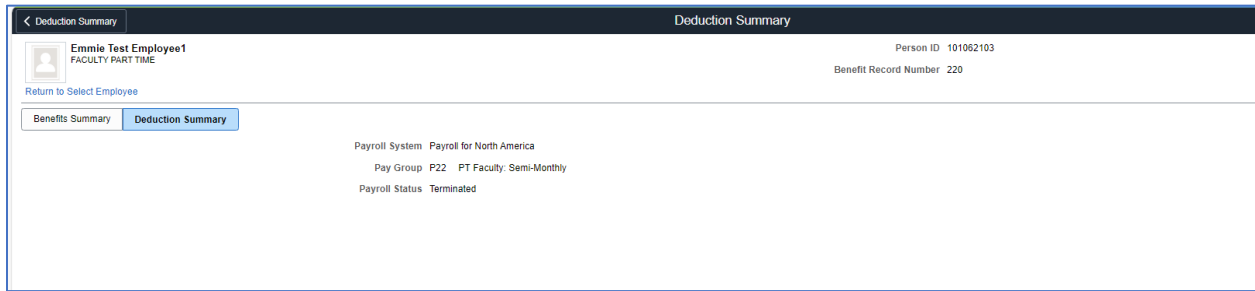 Deduction Summary
Deduction Summary
Emmie Test Employee1
FACULTY PART TIME
Person ID 101062103
Benefit Record Number 220
Return to Select Employee
Benefits Summary Deduction Summary
Payroll System Payroll for North America
Pay Group P22 PT Faculty: Semi-Monthly
Payroll Status Terminated